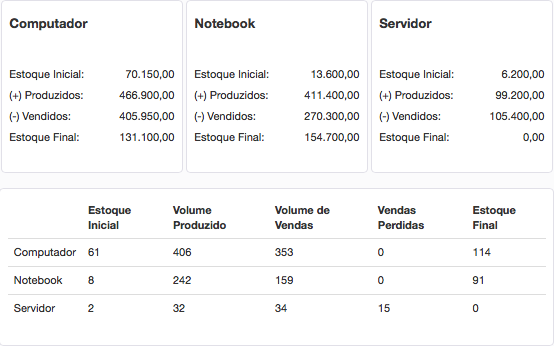 Computador
Estoque Inicial: 70.150,00
(+) Produzidos: 466.900,00
(-) Vendidos: 405.950,00
Estoque Final: 131.100,00
Notebook
Estoque Inicial: 13.600,00
(+) Produzidos: 411.400,00
(-) Vendidos: 270.300,00
Estoque Final: 154.700,00
Servidor
Estoque Inicial: 6.200,00
(+) Produzidos: 99.200,00
(-) Vendidos: 105.400,00
Estoque Final: 0,00
Estoque Volume Volume de Vendas Estoque
Inicial Produzido Vendas Perdidas Final
Computador 61 406 353 0 114
Notebook 8 242 159 0 91
Servidor 2 32 34 15 0